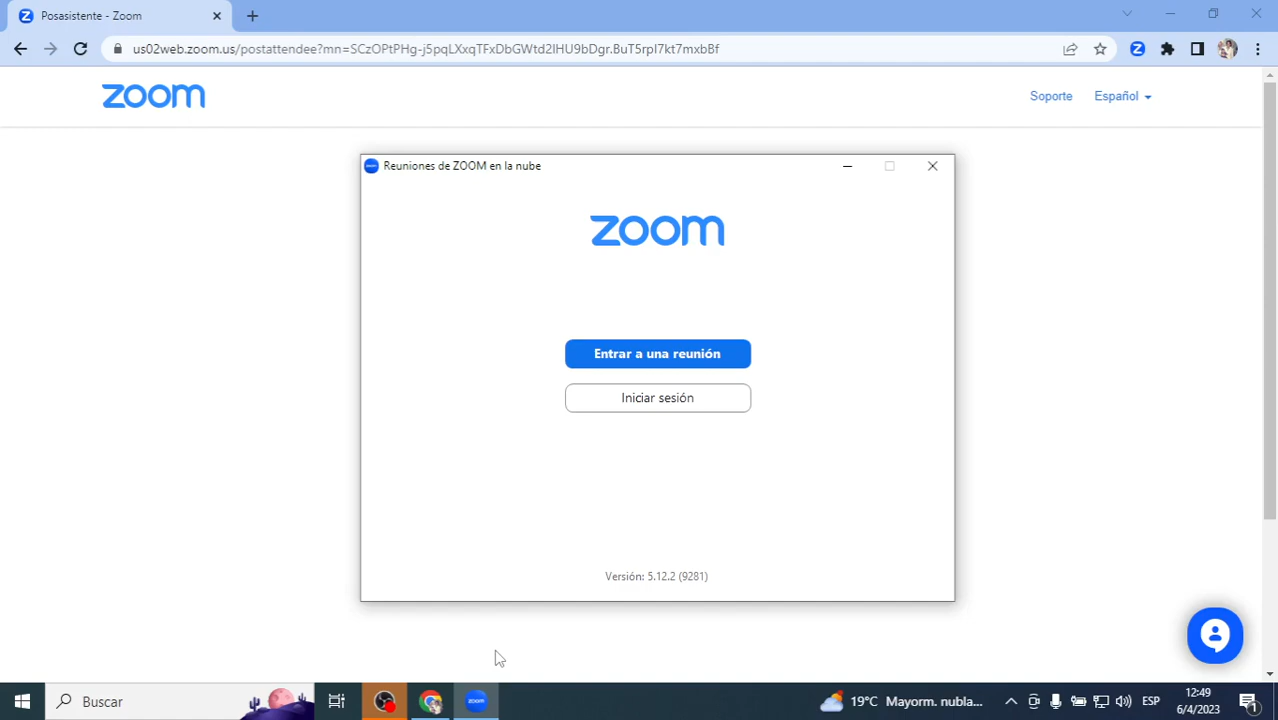 Posasistente - Zoom
us02web.zoom.us/postattendee?mn=SCzOPtPHg-j5pqLXxqTFxDbGWtd2lHU9bDgr.BuT5rpI7kt7mxbBf
zoom
Soporte
Español
Reuniones de ZOOM en la nube
zoom
Entrar a una reunión
Iniciar sesión
Versión: 5.12.2 (9281)
Buscar
zoom
19°C Mayorm. nubla...
ESP
12:49
6/4/2023
1